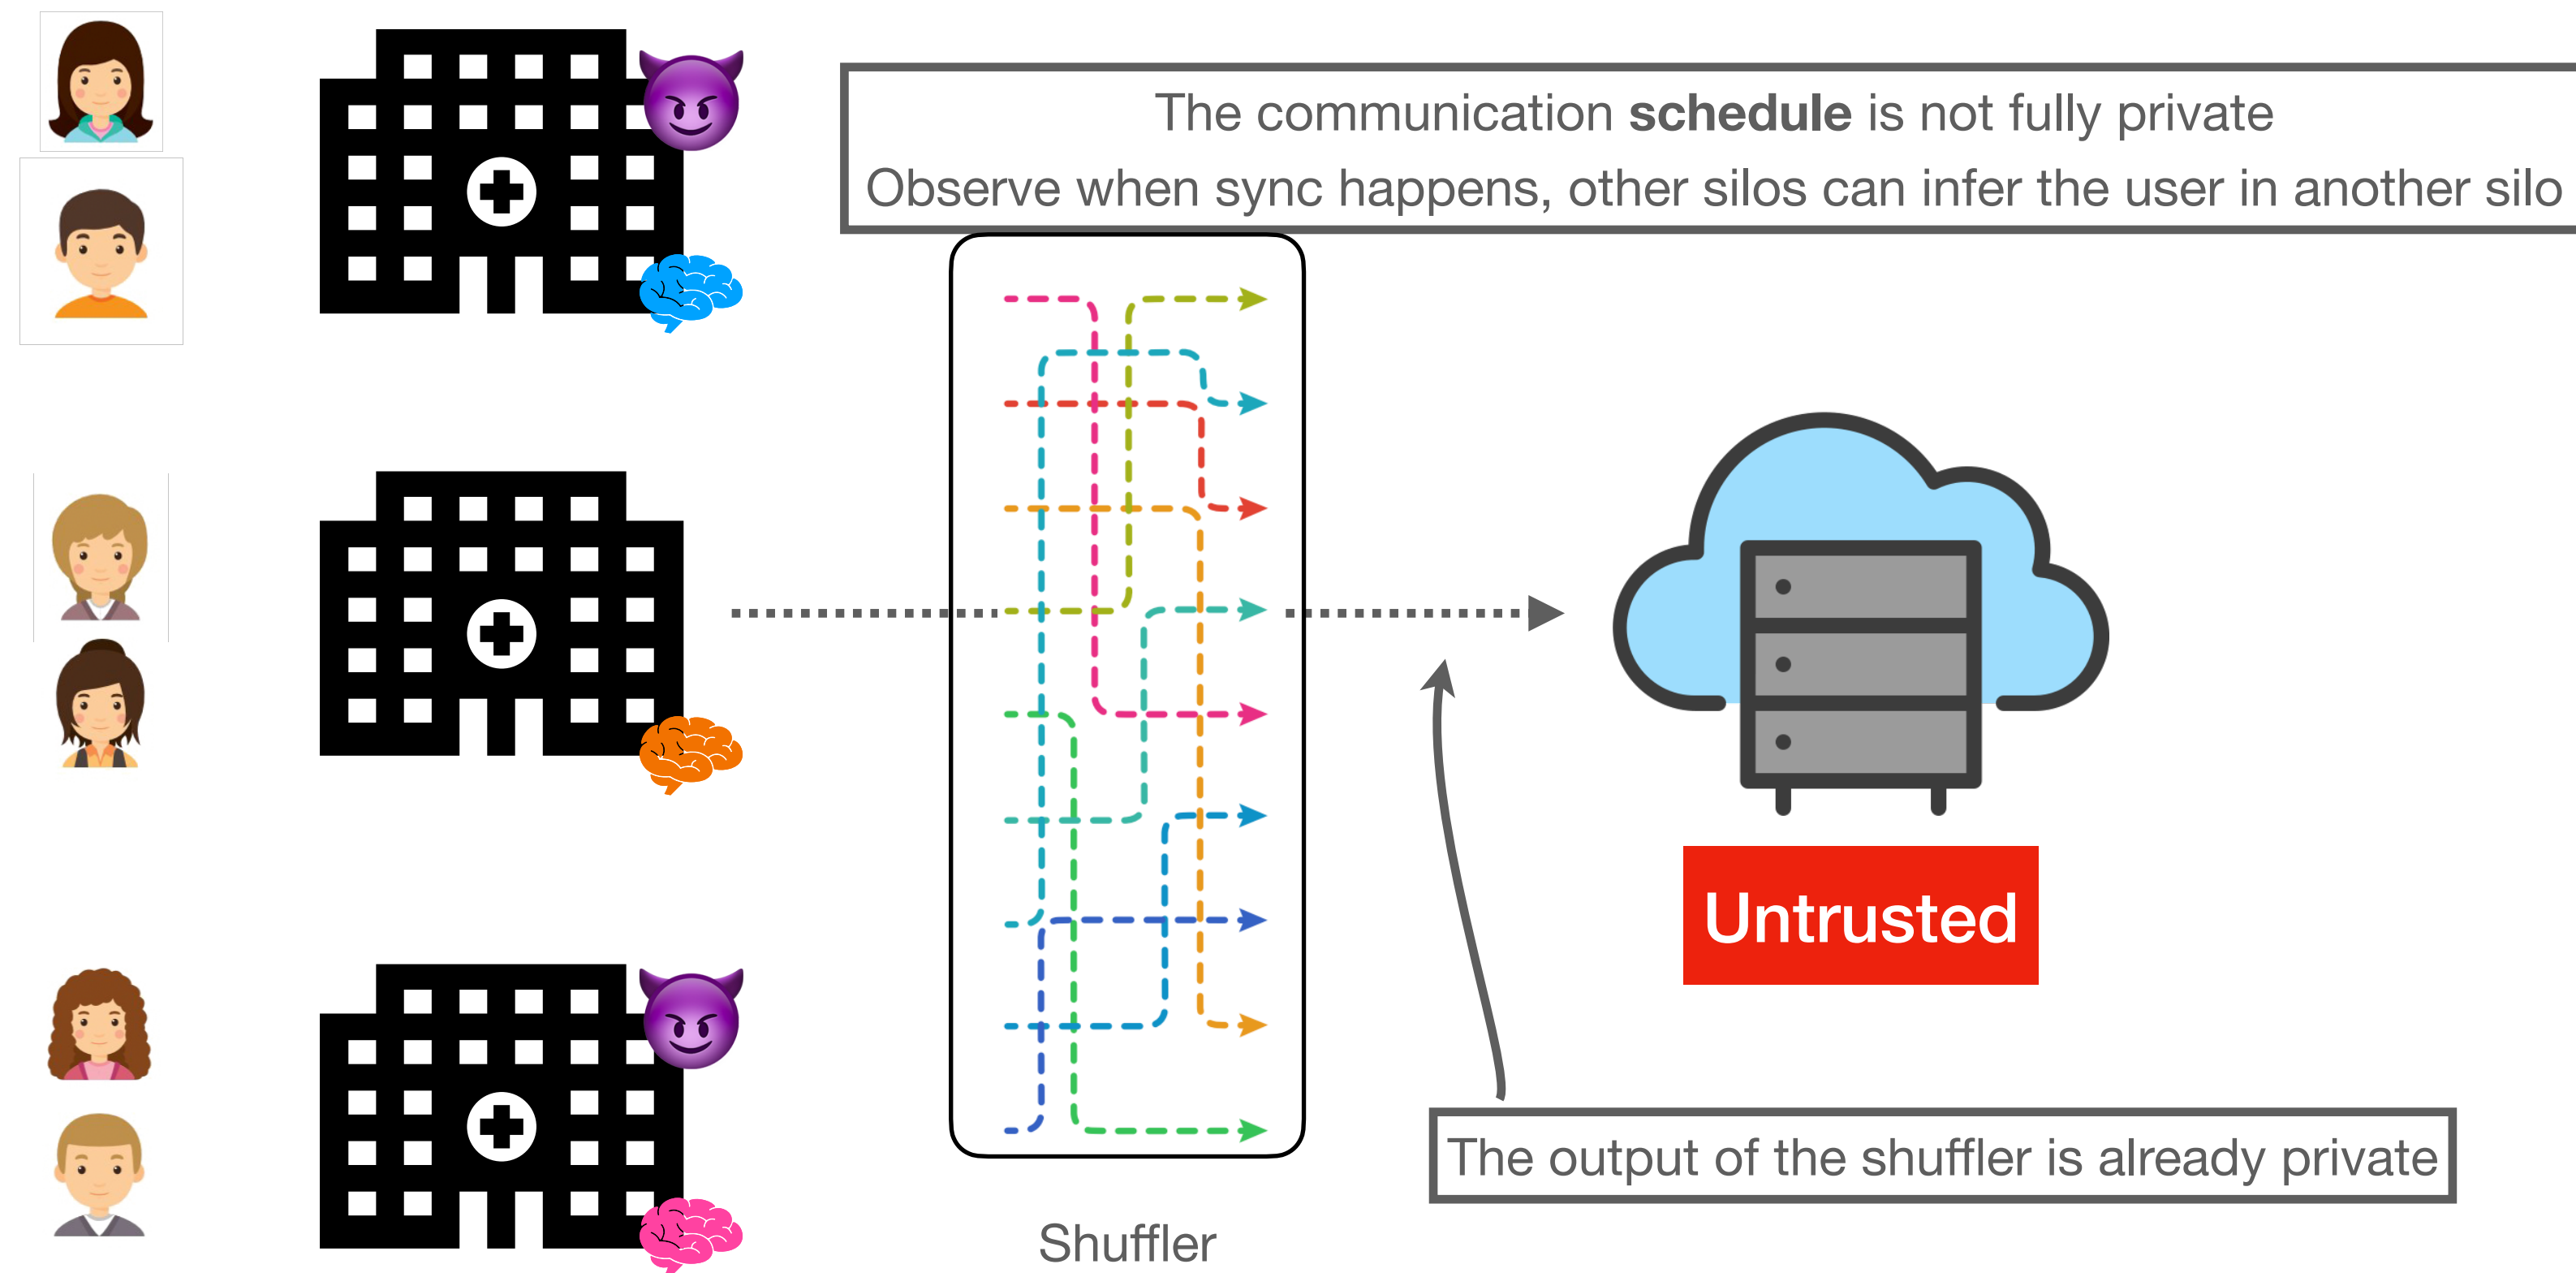 The communication schedule is not fully private
Observe when sync happens, other silos can infer the user in another silo
Untrusted
The output of the shuffler is already private
Shuffler